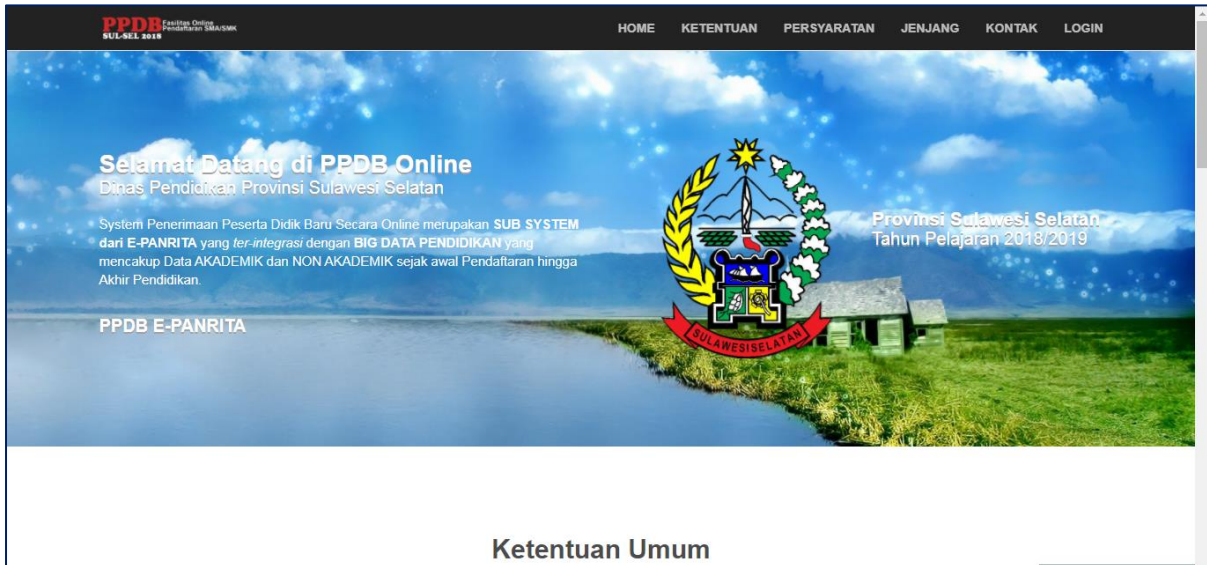 PPDB Fasilitas Online
Pendaftaran SMA/SMK
SUL-SEL 2018
HOME KETENTUAN PERSYARATAN JENJANG KONTAK LOGIN
Selamat Datang di PPDB Online
Dinas Pendidikan Provinsi Sulawesi Selatan
System Penerimaan Peserta Didik Baru Secara Online merupakan SUB SYSTEM
dari E-PANRITA yang ter-integrasi dengan BIG DATA PENDIDIKAN yang
mencakup Data AKADEMIK dan NON AKADEMIK sejak awal Pendaftaran hingga
Akhir Pendidikan.
PPDB E-PANRITA
SULAWESI SELATAN
Provinsi Sulawesi Selatan
Tahun Pelajaran 2018/2019
Ketentuan Umum